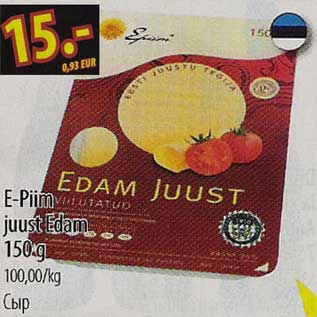 15.-
0,93 EUR
E-Piim
150
EESTI JUUSTU TEGIJA
EDAM JUUST
VIILUTATUD
E-Piim
juust Edam
150 g
100,00/kg
Сыр